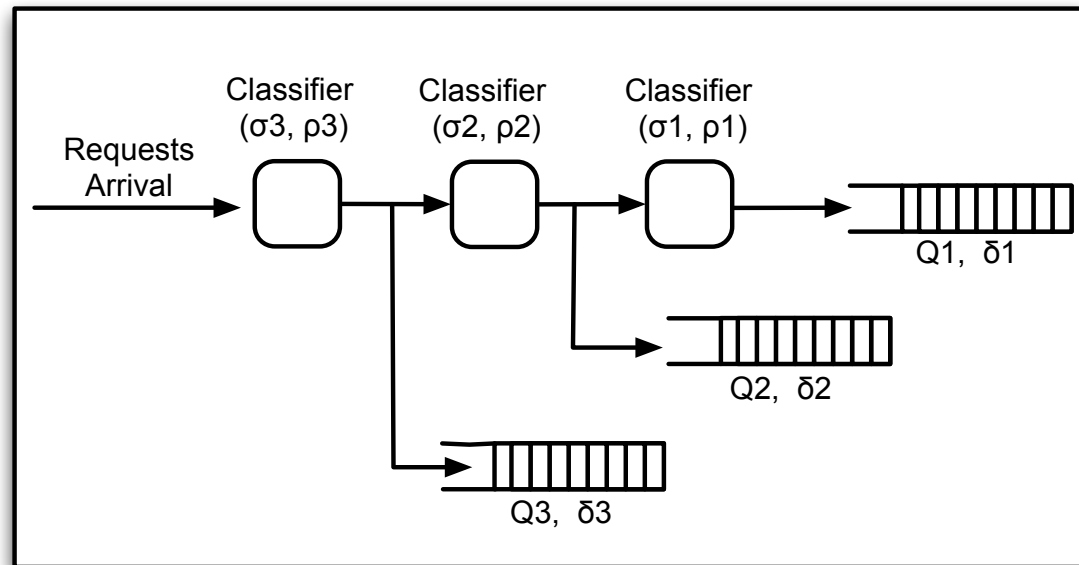 Classifier
(σ3, ρ3)
Classifier
(σ2, ρ2)
Classifier
(σ1, ρ1)
Requests
Arrival
Q1, δ1
Q2, δ2
Q3, δ3